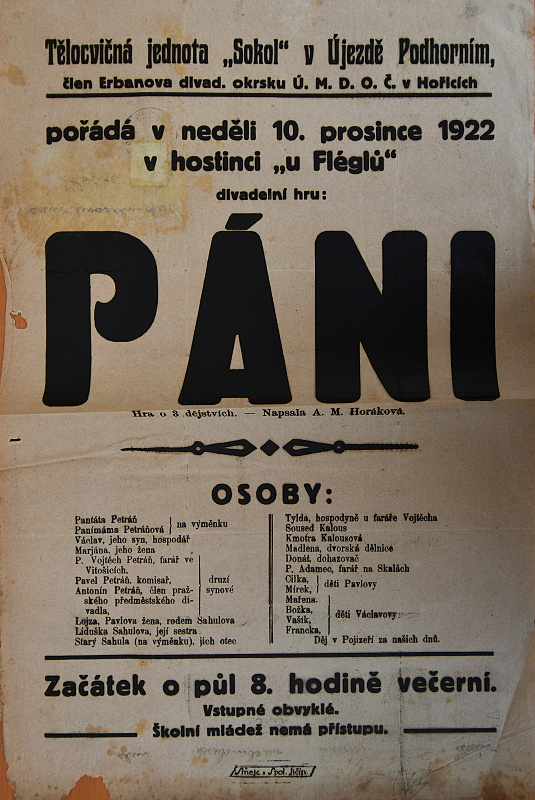 Tělocvičná jednota „Sokol“ v Újezdě Podhorním,
člen Erbanova divad. okrsku Ú. M. D. O. Č. v Hořicích
pořádá v neděli 10. prosince 1922
v hostinci „u Fléglů“
divadelní hru:
PÁNI
Hra o 3 dějstvích. — Napsala A. M. Horáková.
OSOBY:
Pantáta Petráň
Panímáma Petráňová
na výměnku
Václav, jeho syn, hospodář
Marjána, jeho žena
P. Vojtěch Petráň, farář ve
Vitošicích,
Pavel Petráň, komisař,
Antonín Petráň, člen praž-
ského předměstského di-
vadla,
druzí
synové
Lojza, Pavlova žena, rodem Sahulova
Liduška Sahulova, její sestra
Starý Sahula (na výměnku), jich otec
Tylda, hospodyně u faráře Vojtěcha
Soused Kalous
Kmotra Kalousová
Madlena, dvorská dělnice
Donát, dohazovač
P. Adamec, farář na Skalách
Cilka,
Mírek,
děti Pavlovy
Mařena,
Božka,
Vašík,
Francka,
děti Václavovy
Děj v Pojizeří za našich dnů.
Začátek o půl 8. hodině večerní.
Vstupné obvyklé.
Školní mládež nemá přístupu.